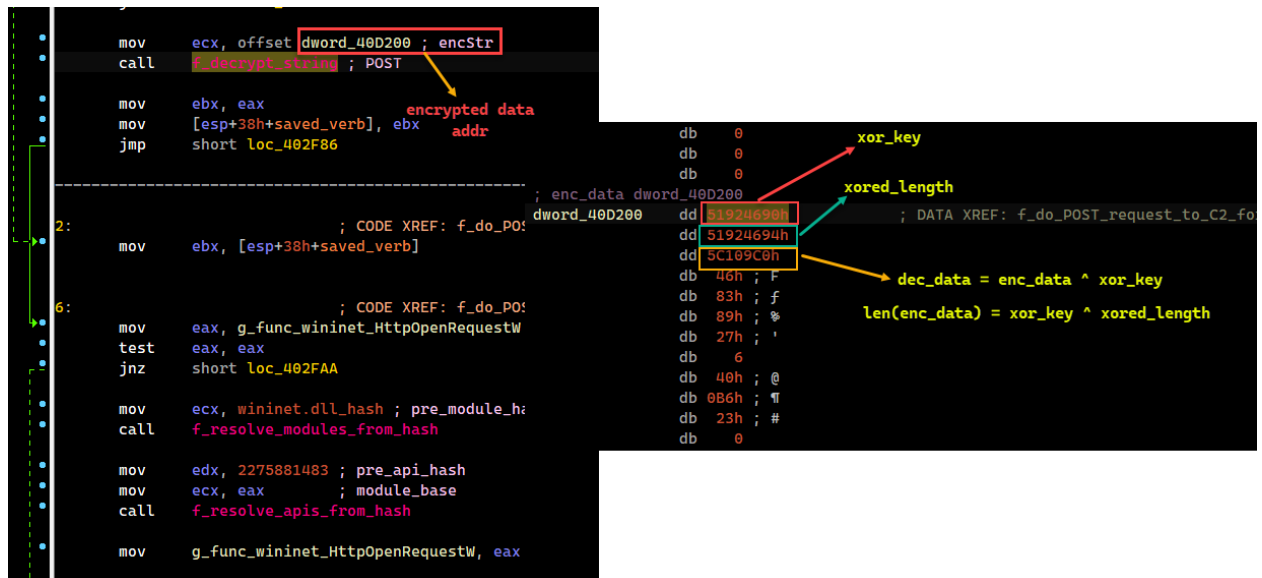 mov ecx, offset dword_40D200 ; encStr
call f_decrypt_string ; POST
mov ebx, eax
mov [esp+38h+saved_verb], ebx
jmp short loc_402F86
encrypted data
addr
2: ; CODE XREF: f_do_POS
mov ebx, [esp+38h+saved_verb]
6: ; CODE XREF: f_do_POS
mov eax, g_func_wininet_HttpOpenRequestW
test eax, eax
jnz short loc_402FAA
mov ecx, wininet.dll_hash ; pre_module_ha
call f_resolve_modules_from_hash
mov edx, 2275881483 ; pre_api_hash
mov ecx, eax ; module_base
call f_resolve_apis_from_hash
mov g_func_wininet_HttpOpenRequestW, eax
db 0
db 0
db 0
xor_key
xored_length
; enc_data dword_40D200
dword_40D200 dd 51924690h ; DATA XREF: f_do_POST_request_to_C2_fo
dd 51924694h
dd 5C109C0h
db 46h ; F
db 83h ; ƒ
db 89h ; ‰
db 27h ; '
db 6
db 40h ; @
db 0B6h ; ¶
db 23h ; #
db 0
dec_data = enc_data ^ xor_key
len(enc_data) = xor_key ^ xored_length